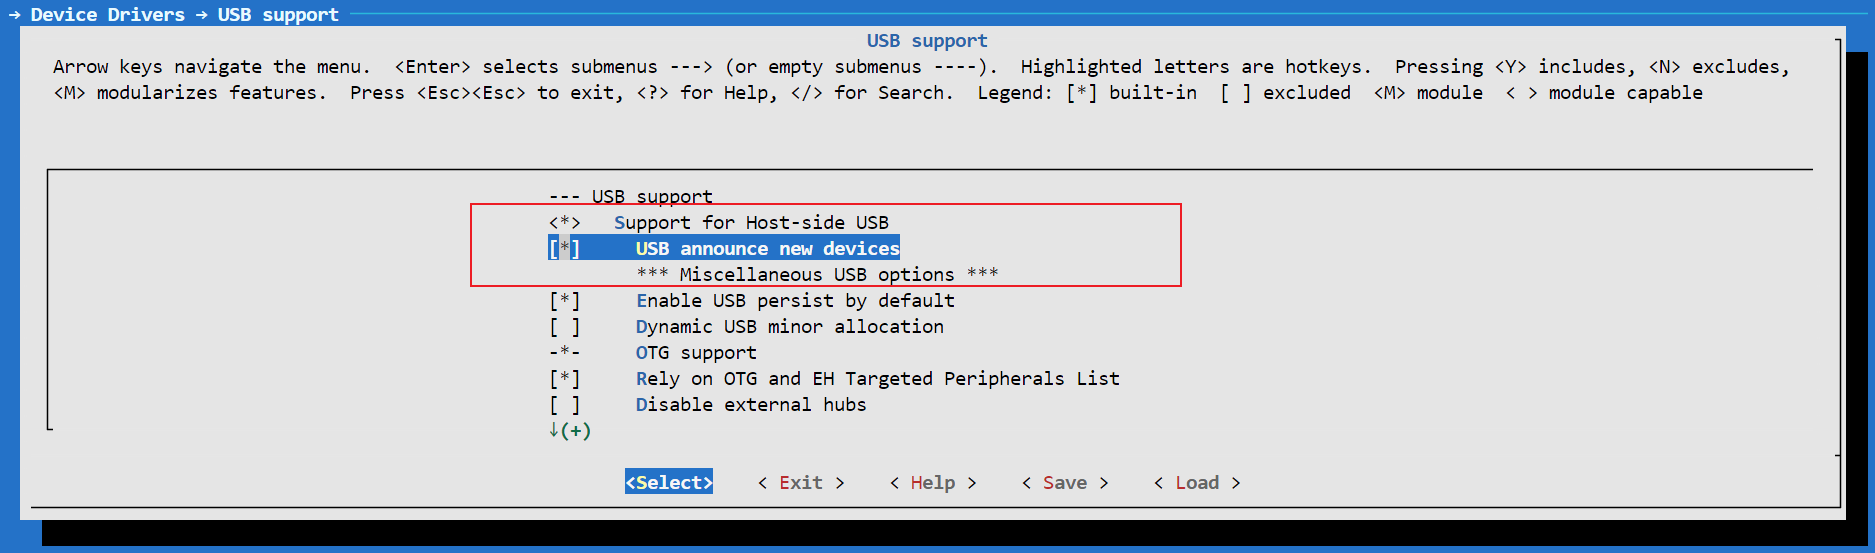 → Device Drivers → USB support
USB support
Arrow keys navigate the menu.  <Enter> selects submenus ---> (or empty submenus ----).  Highlighted letters are hotkeys.  Pressing <Y> includes, <N> excludes,
<M> modularizes features.  Press <Esc><Esc> to exit, <?> for Help, </> for Search.  Legend: [*] built-in  [ ] excluded  <M> module  < > module capable
--- USB support
<*>   Support for Host-side USB
[*]     USB announce new devices
        *** Miscellaneous USB options ***
[*]     Enable USB persist by default
[ ]     Dynamic USB minor allocation
-*-     OTG support
[*]     Rely on OTG and EH Targeted Peripherals List
[ ]     Disable external hubs
↓(+)
<Select>    < Exit >    < Help >    < Save >    < Load >